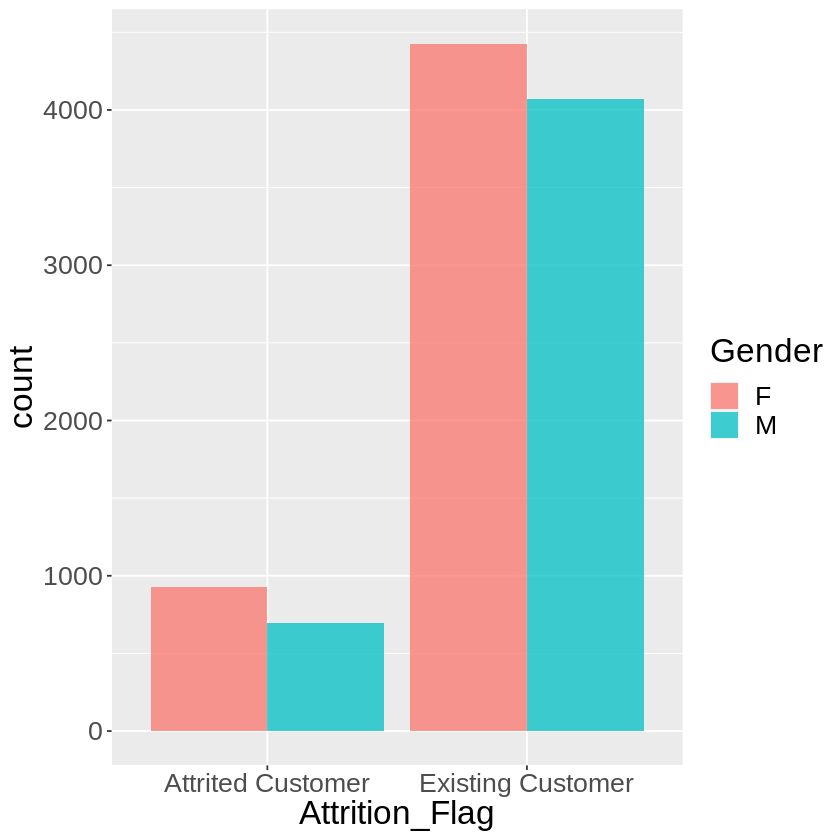 4000
3000
2000
1000
0
count
Attrited Customer
Existing Customer
Attrition_Flag
Gender
F
M